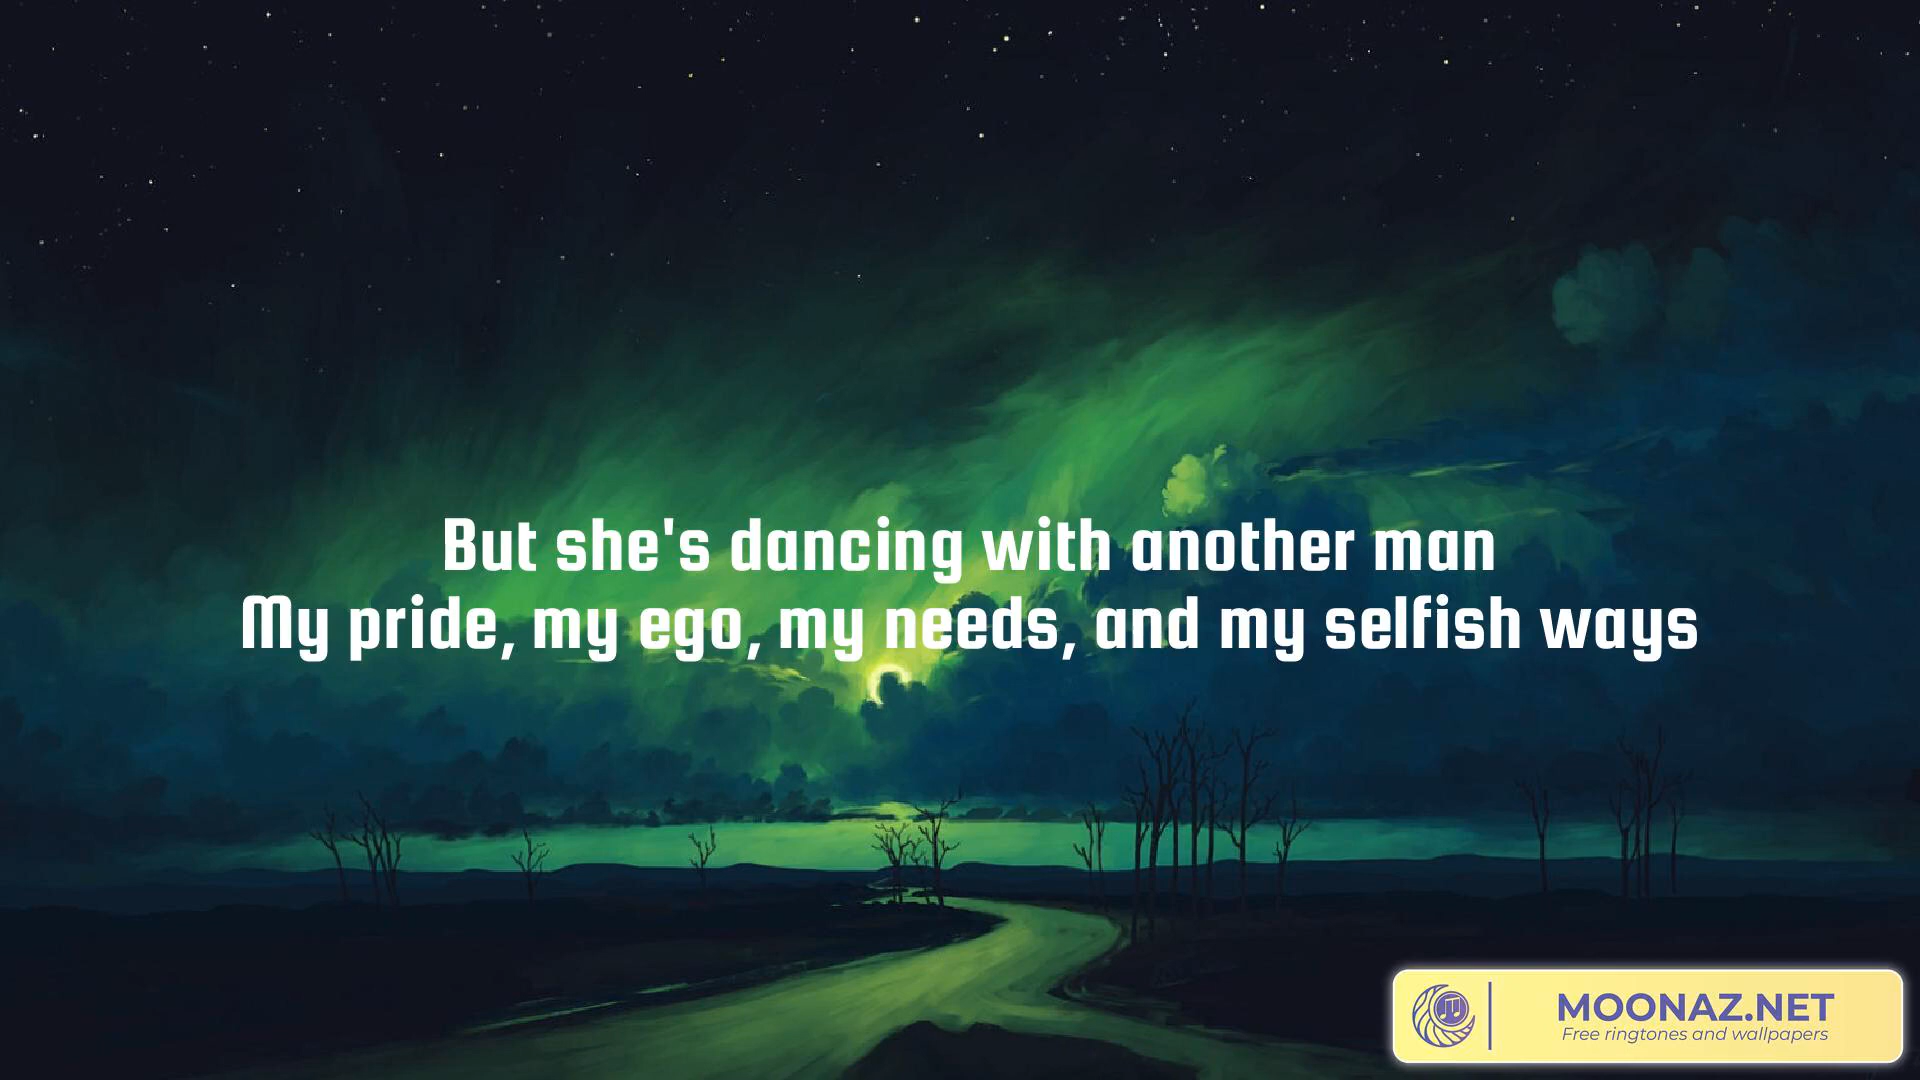 But she's dancing with another man
My pride, my ego, my needs, and my selfish ways
MOONAZ.NET
Free ringtones and wallpapers